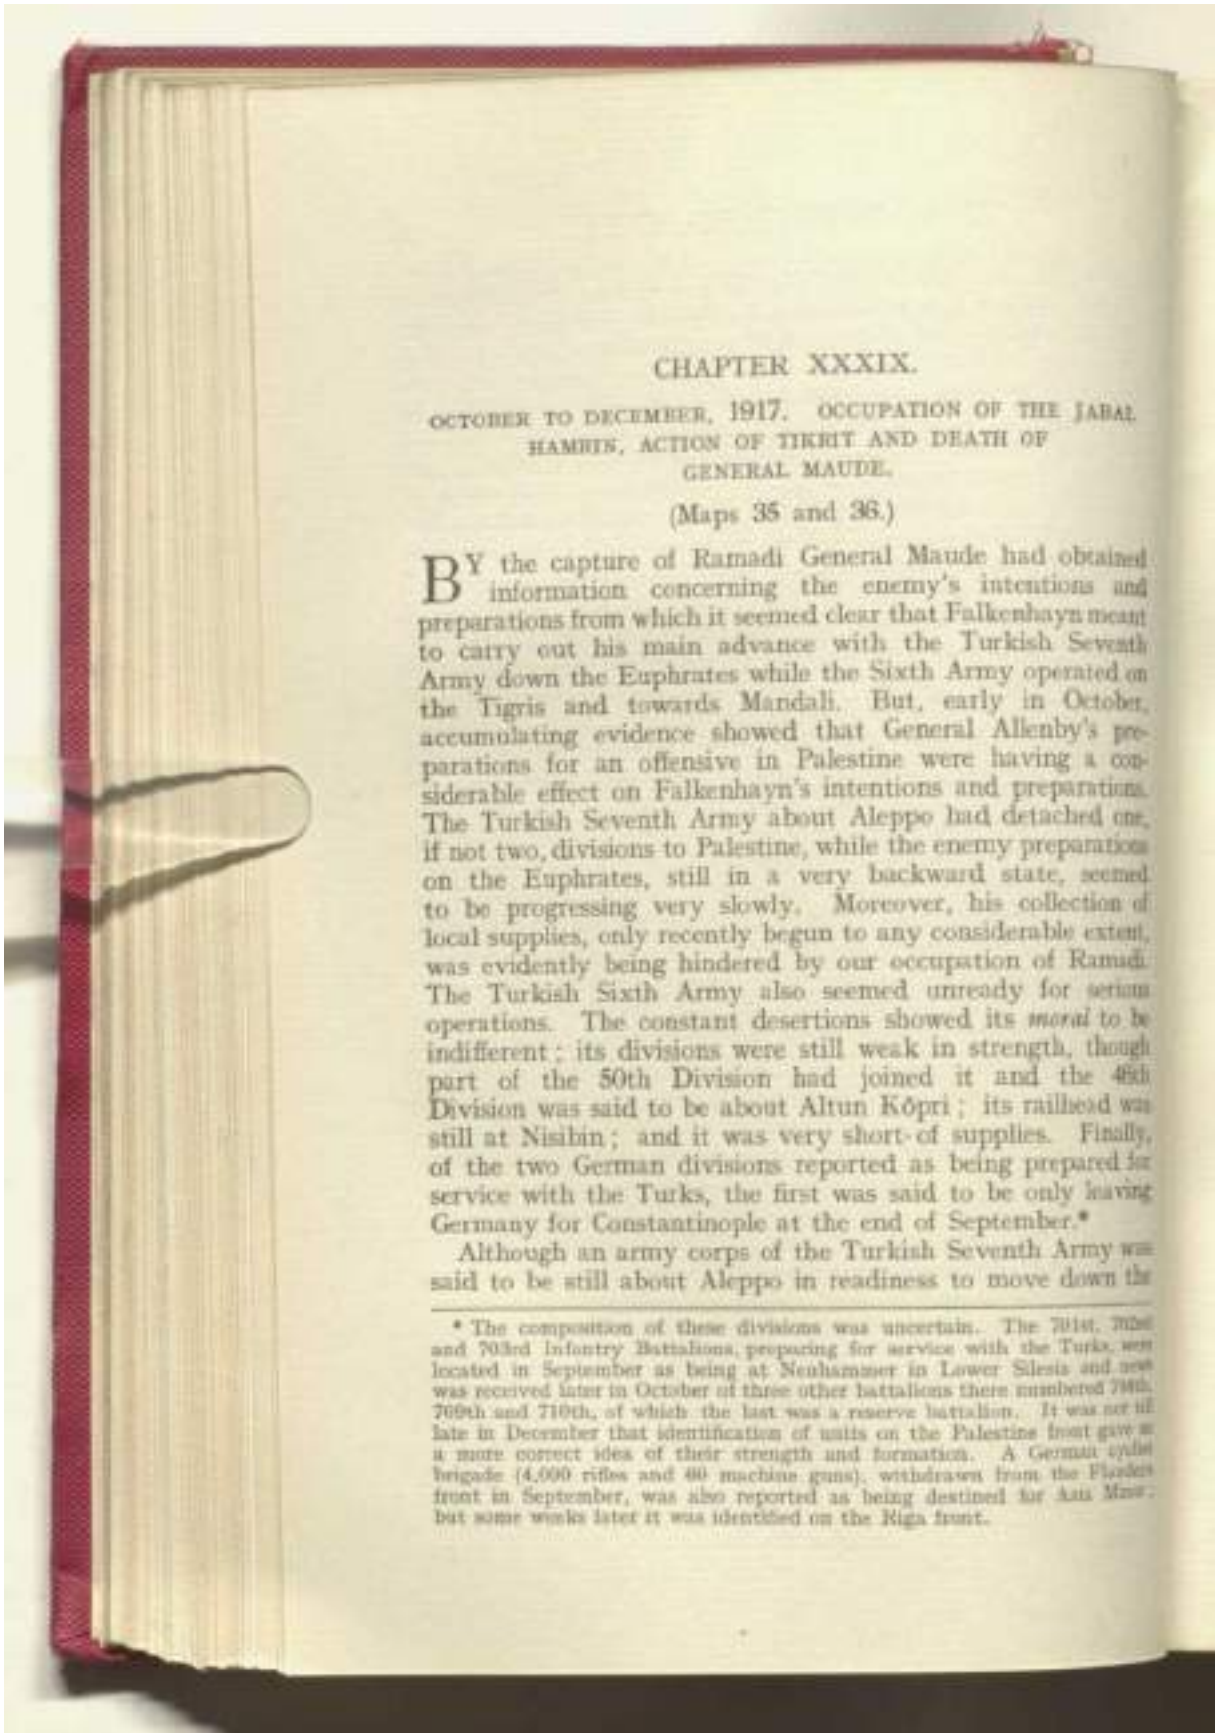 CHAPTER XXXIX.
OCTOBER TO DECEMBER, 1917. OCCUPATION OF THE JABAL
HAMRIN, ACTION OF TIKRIT AND DEATH OF
GENERAL MAUDE.
(Maps 35 and 36.)
BY the capture of Ramadi General Maude had obtained
information concerning the enemy's intentions and
preparations from which it seemed clear that Falkenhayn meant
to carry out his main advance with the Turkish Seventh
Army down the Euphrates while the Sixth Army operated on
the Tigris and towards Mandali. But, early in October,
accumulating evidence showed that General Allenby's pre-
parations for an offensive in Palestine were having a con-
siderable effect on Falkenhayn's intentions and preparations.
The Turkish Seventh Army about Aleppo had detached one,
if not two, divisions to Palestine, while the enemy preparations
on the Euphrates, still in a very backward state, seemed
to be progressing very slowly. Moreover, his collection of
local supplies, only recently begun to any considerable extent,
was evidently being hindered by our occupation of Ramadi.
The Turkish Sixth Army also seemed unready for serious
operations. The constant desertions showed its moral to be
indifferent; its divisions were still weak in strength, though
part of the 50th Division had joined it and the 46th
Division was said to be about Altun Köpri; its railhead was
still at Nisibin; and it was very short of supplies. Finally,
of the two German divisions reported as being prepared for
service with the Turks, the first was said to be only leaving
Germany for Constantinople at the end of September.*
Although an army corps of the Turkish Seventh Army was
said to be still about Aleppo in readiness to move down the
* The composition of these divisions was uncertain. The 701st, 702nd
and 703rd Infantry Battalions, preparing for service with the Turks, were
located in September as being at Neuhammer in Lower Silesia and news
was received later in October of three other battalions there numbered
709th and 710th, of which the last was a reserve battalion. It was not till
late in December that identification of units on the Palestine front gave us
a more correct idea of their strength and formation. A German cyclist
brigade (4,000 rifles and 60 machine guns), withdrawn from the Flanders
front in September, was also reported as being destined for Asia Minor;
but some weeks later it was identified on the Riga front.